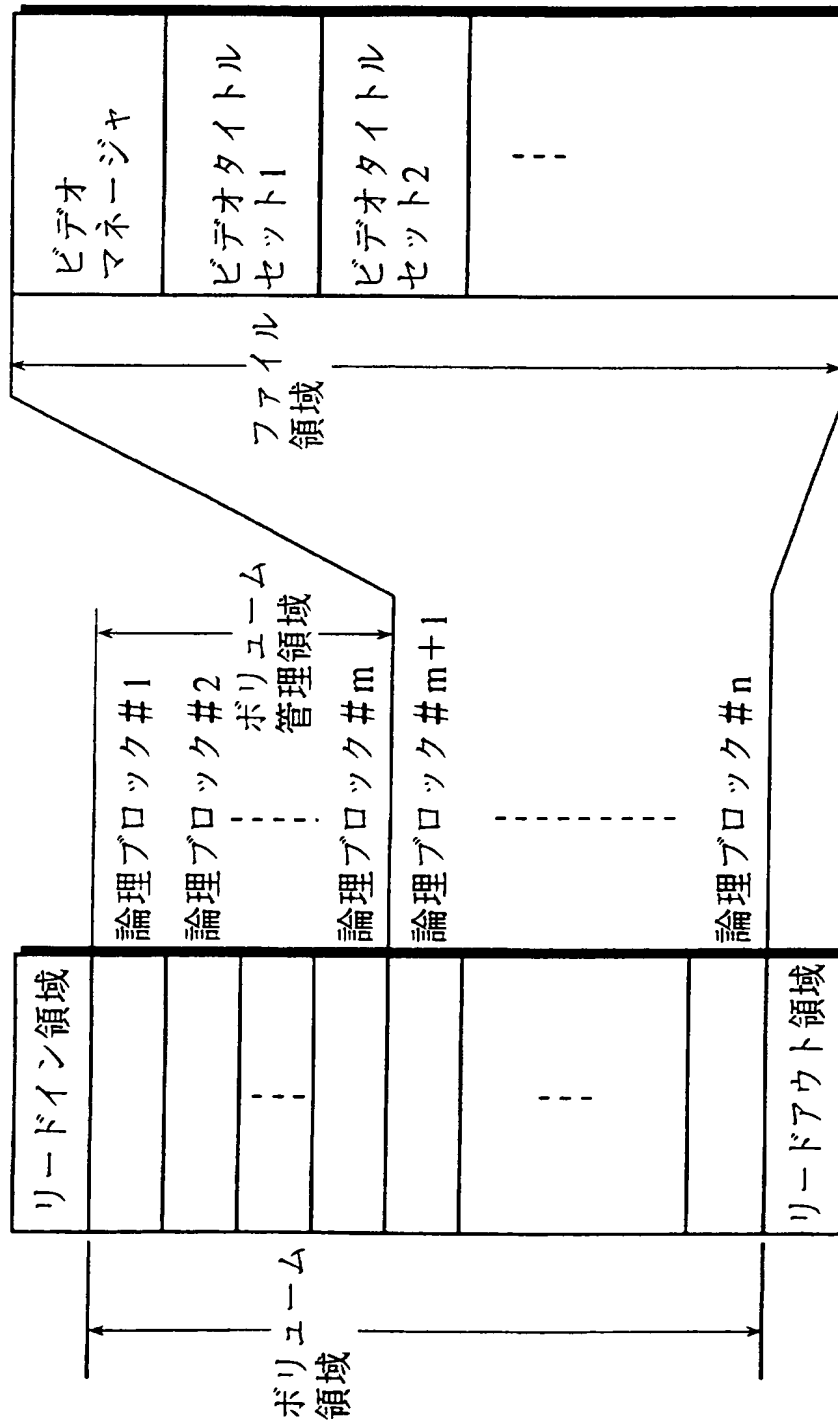 ボリューム
領域
リードイン領域
リードアウト領域
論理ブロック#1
論理ブロック#2
論理ブロック#m
論理ブロック#m+1
論理ブロック#n
ボリューム
管理領域
ファイル
領域
ビデオ
マネージャ
ビデオタイトル
セット1
ビデオタイトル
セット2